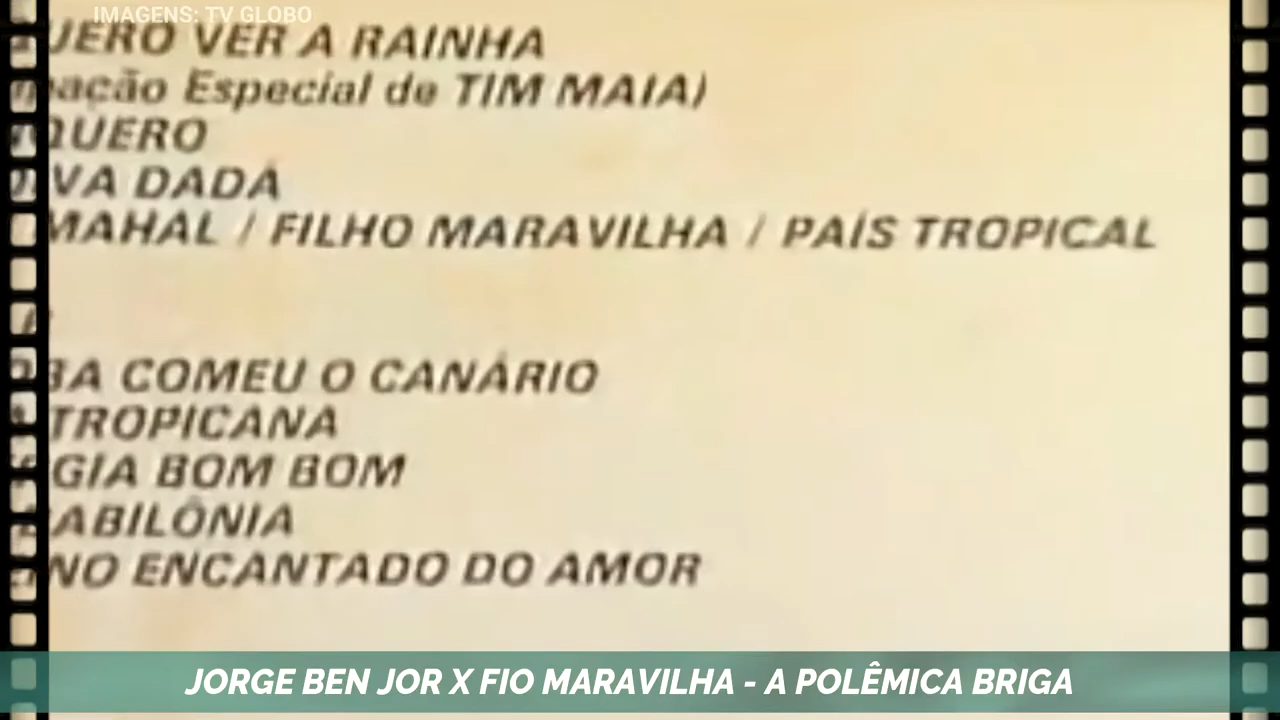 IMAGENS: TV GLOBO
UERO VER A RAINHA
ação Especial de TIM MAIA)
QUERO
VA DADÁ
MAHAL / FILHO MARAVILHA / PAÍS TROPICAL
BA COMEU O CANÁRIO
TROPICANA
GIA BOM BOM
ABILÔNIA
NO ENCANTADO DO AMOR
JORGE BEN JOR X FIO MARAVILHA - A POLÊMICA BRIGA